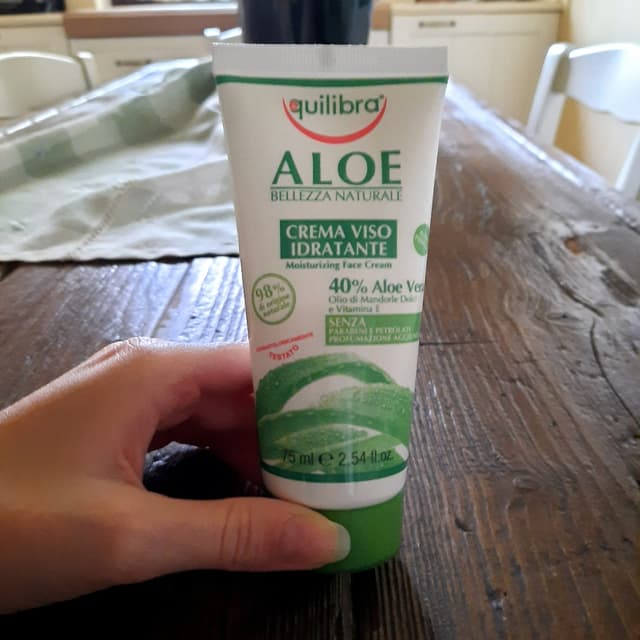 equilibra
ALOE
BELLEZZA NATURALE
CREMA VISO
IDRATANTE
Moisturizing Face Cream
98%
40% Aloe Vera
Olio di Mandorle Dolci
e Vitamina E
SENZA
PARABENI E PETROLATI
PROFUMAZIONE
TESTATO
75 ml e 2.54 fl.oz.